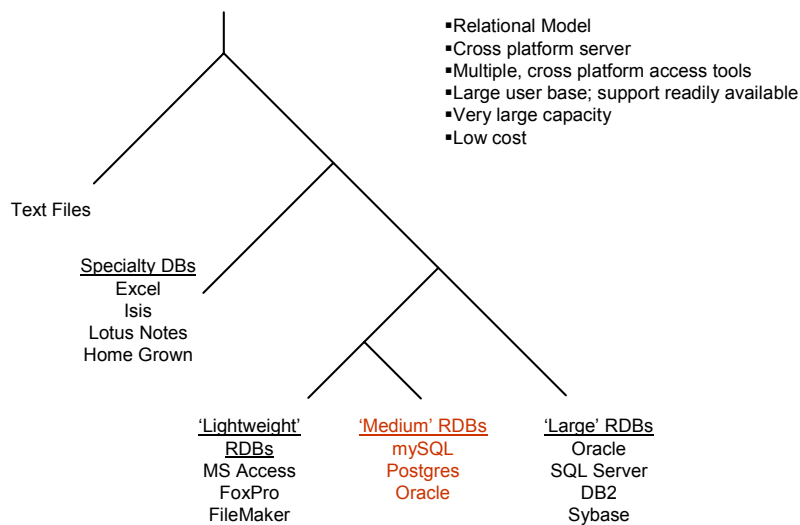 ▪Relational Model
▪Cross platform server
▪Multiple, cross platform access tools
▪Large user base; support readily available
▪Very large capacity
▪Low cost
Text Files
Specialty DBs
Excel
Isis
Lotus Notes
Home Grown
‘Lightweight’
RDBs
MS Access
FoxPro
FileMaker
‘Medium’ RDBs
mySQL
Postgres
Oracle
‘Large’ RDBs
Oracle
SQL Server
DB2
Sybase